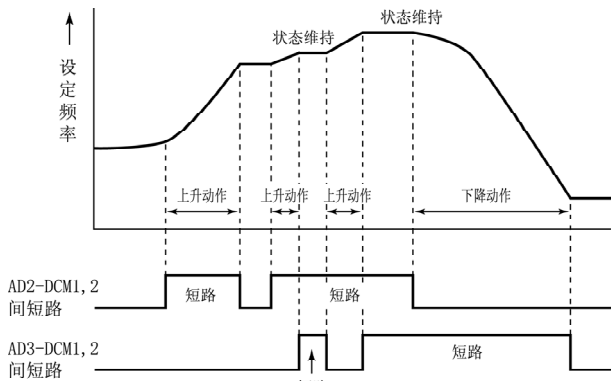 状态维持
状态维持
设定频率
上升动作
上升动作
上升动作
下降动作
AD2-DCM1,2
间短路
短路
短路
AD3-DCM1,2
间短路
短路